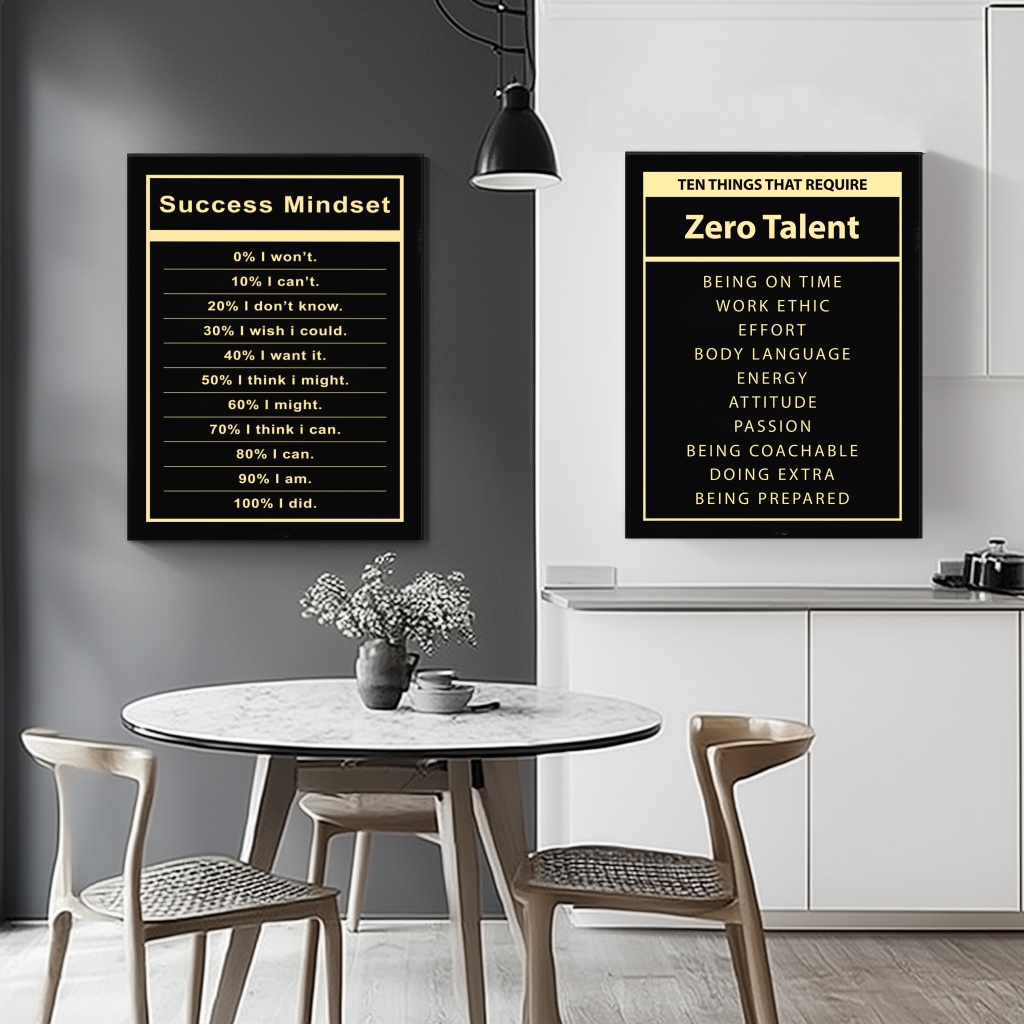 Success Mindset
0% I won’t.
10% I can’t.
20% I don’t know.
30% I wish i could.
40% I want it.
50% I think i might.
60% I might.
70% I think i can.
80% I can.
90% I am.
100% I did.
TEN THINGS THAT REQUIRE
Zero Talent
BEING ON TIME
WORK ETHIC
EFFORT
BODY LANGUAGE
ENERGY
ATTITUDE
PASSION
BEING COACHABLE
DOING EXTRA
BEING PREPARED